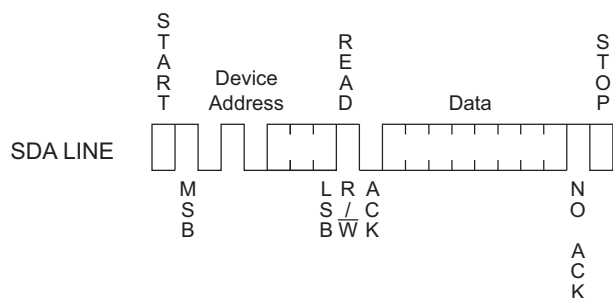 START
Device
Address
READ
Data
STOP
SDA LINE
MSB
LSB
R/W̅
ACK
NO ACK